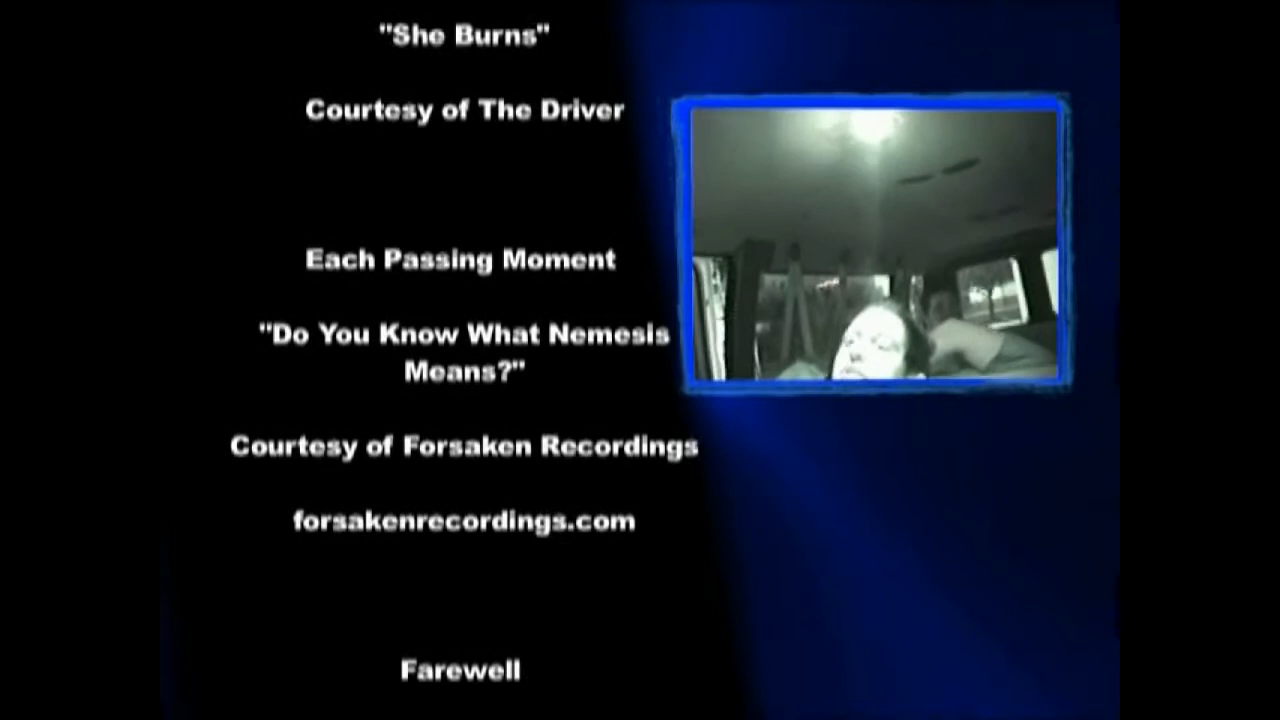 "She Burns"
Courtesy of The Driver
Each Passing Moment
"Do You Know What Nemesis
Means?"
Courtesy of Forsaken Recordings
forsakenrecordings.com
Farewell